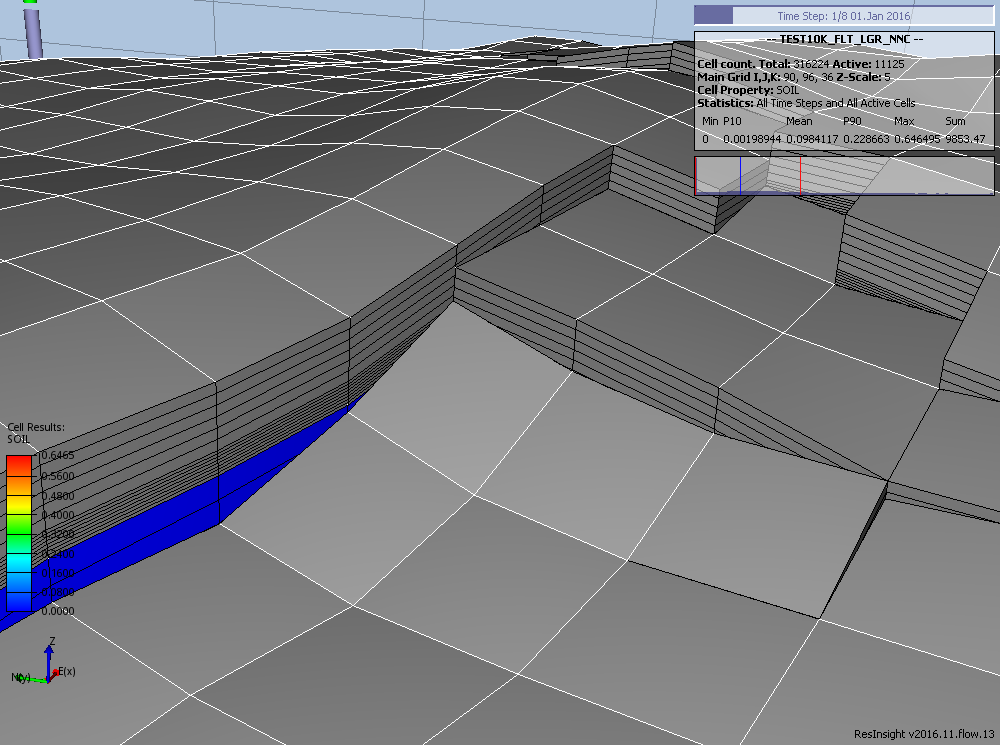 Time Step: 1/8 01.Jan 2016
-- TEST10K_FLT_LGR_NNC --
Cell count. Total: 316224 Active: 11125
Main Grid I,J,K: 90, 96, 36 Z-Scale: 5
Cell Property: SOIL
Statistics: All Time Steps and All Active Cells
Min P10 Mean P90 Max Sum
0 0.00198944 0.0984117 0.228663 0.646495 9853.47
Cell Results:
SOIL
0.6465
0.5600
0.4800
0.4000
0.3200
0.2400
0.1600
0.0800
0.0000
Z
N(y) E(x)
ResInsight v2016.11.flow.13